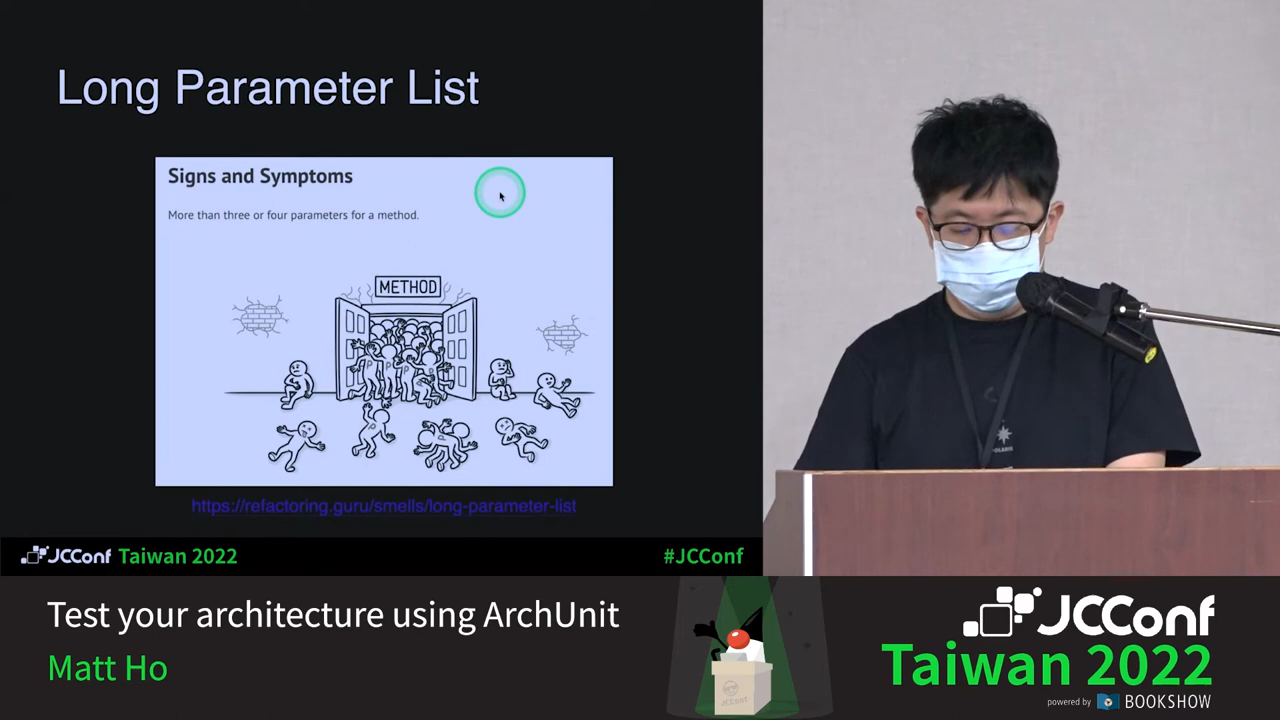 Long Parameter List
Signs and Symptoms
More than three or four parameters for a method.
METHOD
https://refactoring.guru/smells/long-parameter-list
JCConf Taiwan 2022
#JCConf
Test your architecture using ArchUnit
Matt Ho
JCConf
Taiwan 2022
powered by BOOKSHOW
JCConf